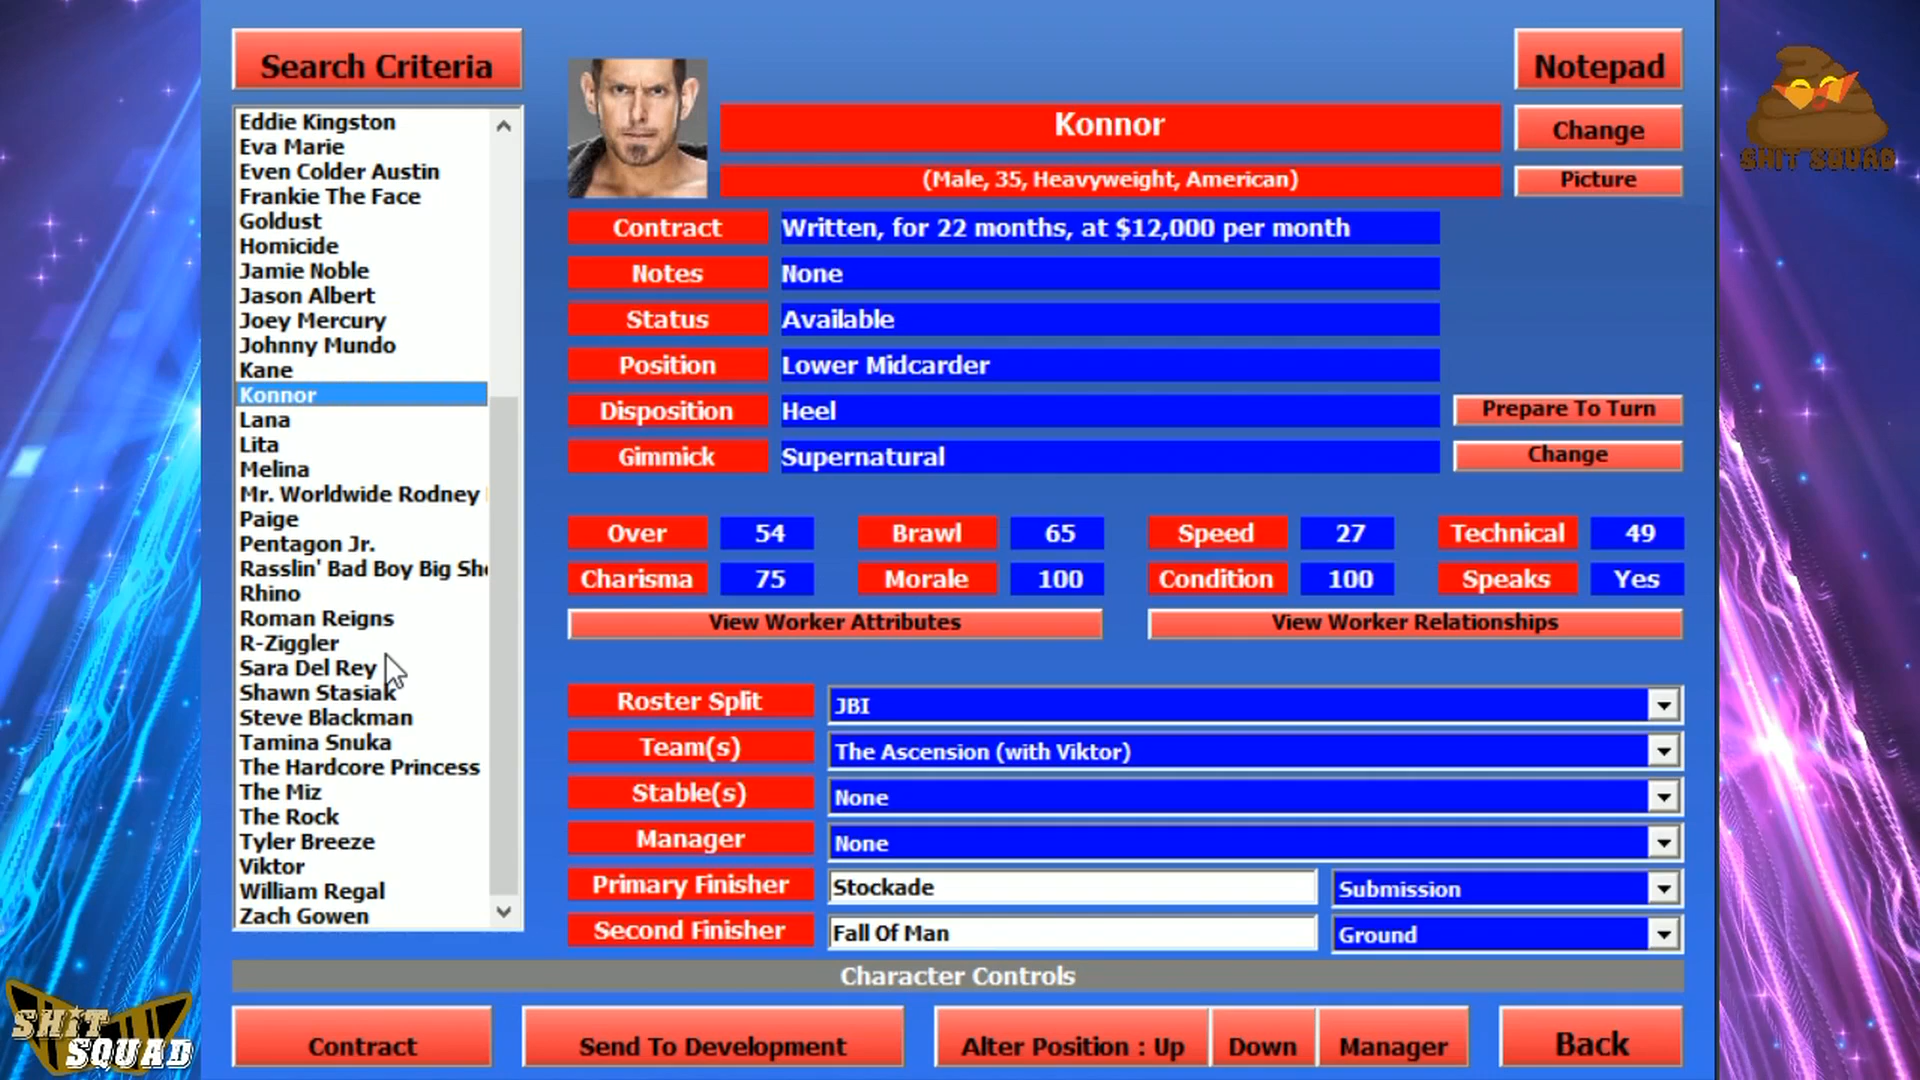 Search Criteria
Notepad
Konnor
Change
(Male, 35, Heavyweight, American)
Picture
SHIT SQUAD
Eddie Kingston
Eva Marie
Even Colder Austin
Frankie The Face
Goldust
Homicide
Jamie Noble
Jason Albert
Joey Mercury
Johnny Mundo
Kane
Konnor
Lana
Lita
Melina
Mr. Worldwide Rodney
Paige
Pentagon Jr.
Rasslin' Bad Boy Big Sh
Rhino
Roman Reigns
R-Ziggler
Sara Del Rey
Shawn Stasiak
Steve Blackman
Tamina Snuka
The Hardcore Princess
The Miz
The Rock
Tyler Breeze
Viktor
William Regal
Zach Gowen
Contract Written, for 22 months, at $12,000 per month
Notes None
Status Available
Position Lower Midcarder
Disposition Heel Prepare To Turn
Gimmick Supernatural Change
Over 54 Brawl 65 Speed 27 Technical 49
Charisma 75 Morale 100 Condition 100 Speaks Yes
View Worker Attributes View Worker Relationships
Roster Split JBI
Team(s) The Ascension (with Viktor)
Stable(s) None
Manager None
Primary Finisher Stockade Submission
Second Finisher Fall Of Man Ground
Character Controls
Contract Send To Development Alter Position : Up Down Manager Back
SHIT
SQUAD